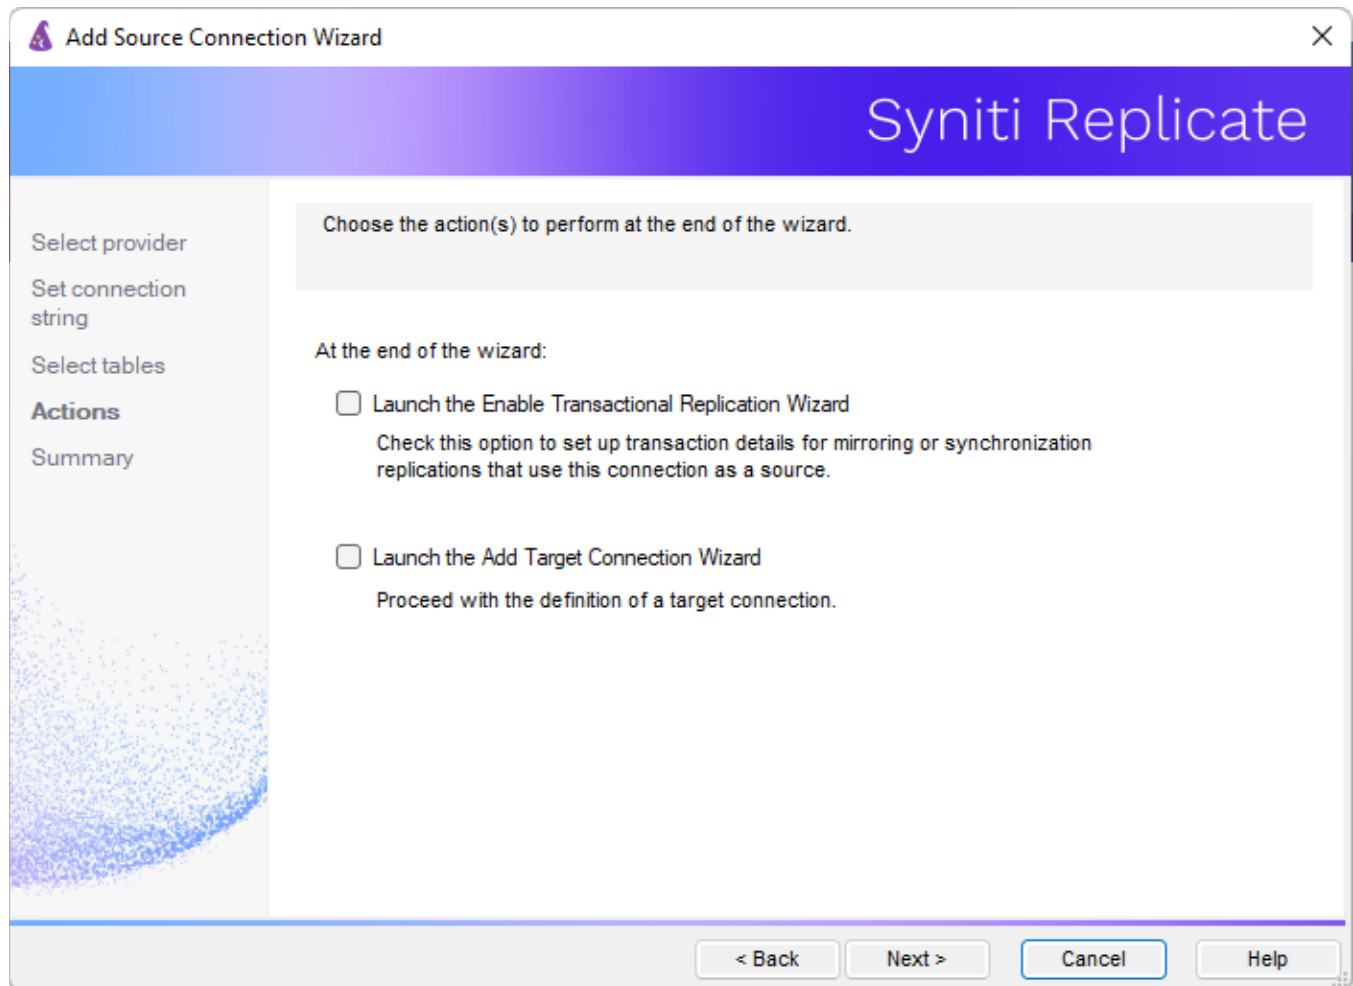 Add Source Connection Wizard
Syniti Replicate
Select provider
Set connection
string
Select tables
Actions
Summary
Choose the action(s) to perform at the end of the wizard.
At the end of the wizard:
Launch the Enable Transactional Replication Wizard
Check this option to set up transaction details for mirroring or synchronization
replications that use this connection as a source.
Launch the Add Target Connection Wizard
Proceed with the definition of a target connection.
< Back
Next >
Cancel
Help